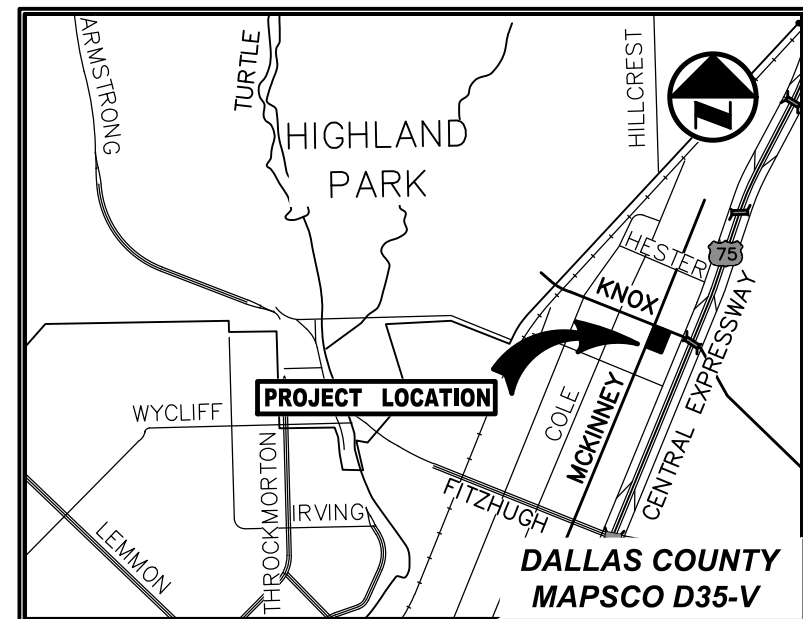 ARMSTRONG
TURTLE
HILLCREST
HIGHLAND
PARK
N
HESTER
75
KNOX
CENTRAL EXPRESSWAY
PROJECT LOCATION
COLE
MCKINNEY
WYCLIFF
THROCKMORTON
IRVING
LEMMON
FITZHUGH
DALLAS COUNTY
MAPSCO D35-V